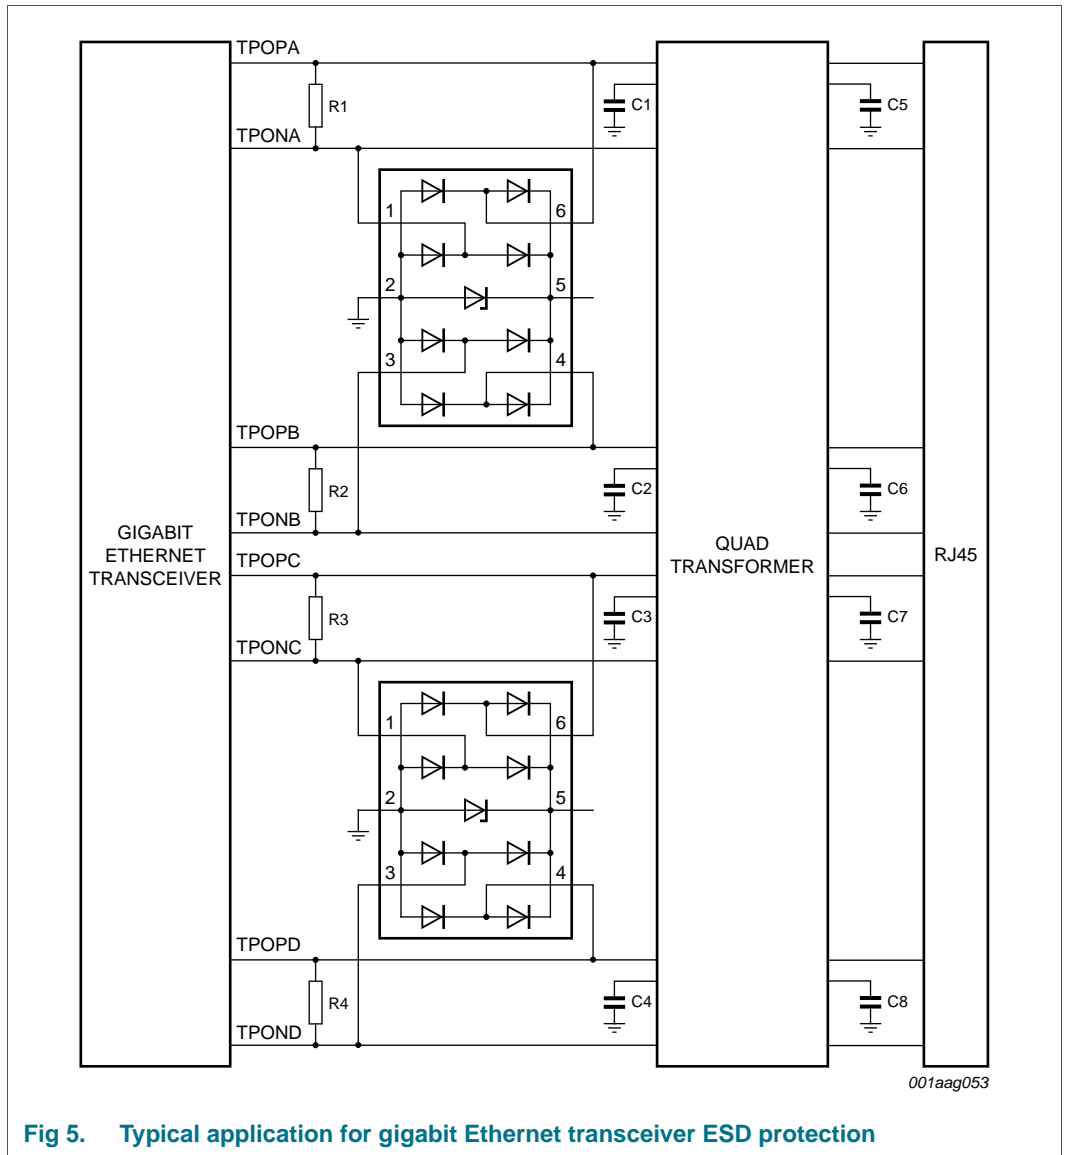 TPOPA
R1
C1
C5
TPONA
1
6
2
5
3
4
TPOPB
R2
C2
C6
TPONB
GIGABIT
ETHERNET
TRANSCEIVER
QUAD
TRANSFORMER
RJ45
TPOPC
R3
C3
C7
TPONC
1
6
2
5
3
4
TPOPD
R4
C4
C8
TPOND
001aag053
Fig 5. Typical application for gigabit Ethernet transceiver ESD protection